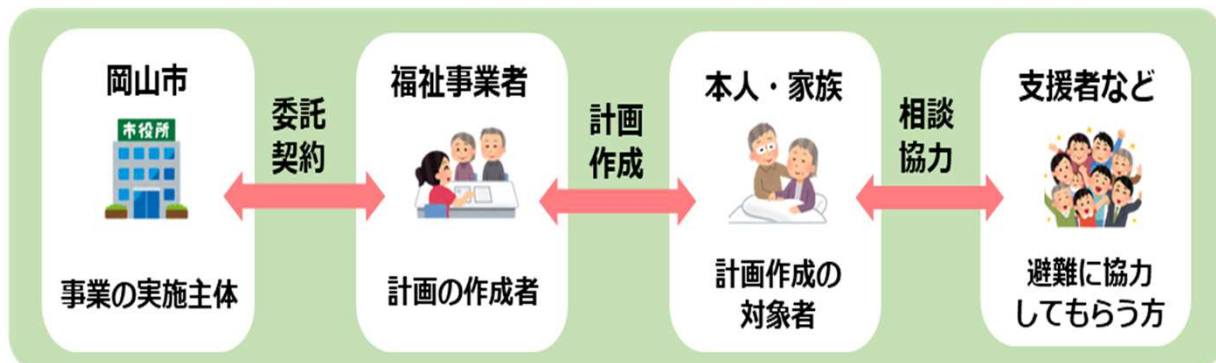 岡山市
市役所
事業の実施主体
委託
契約
福祉事業者
計画の作成者
計画
作成
本人・家族
計画作成の
対象者
相談
協力
支援者など
避難に協力
してもらう方